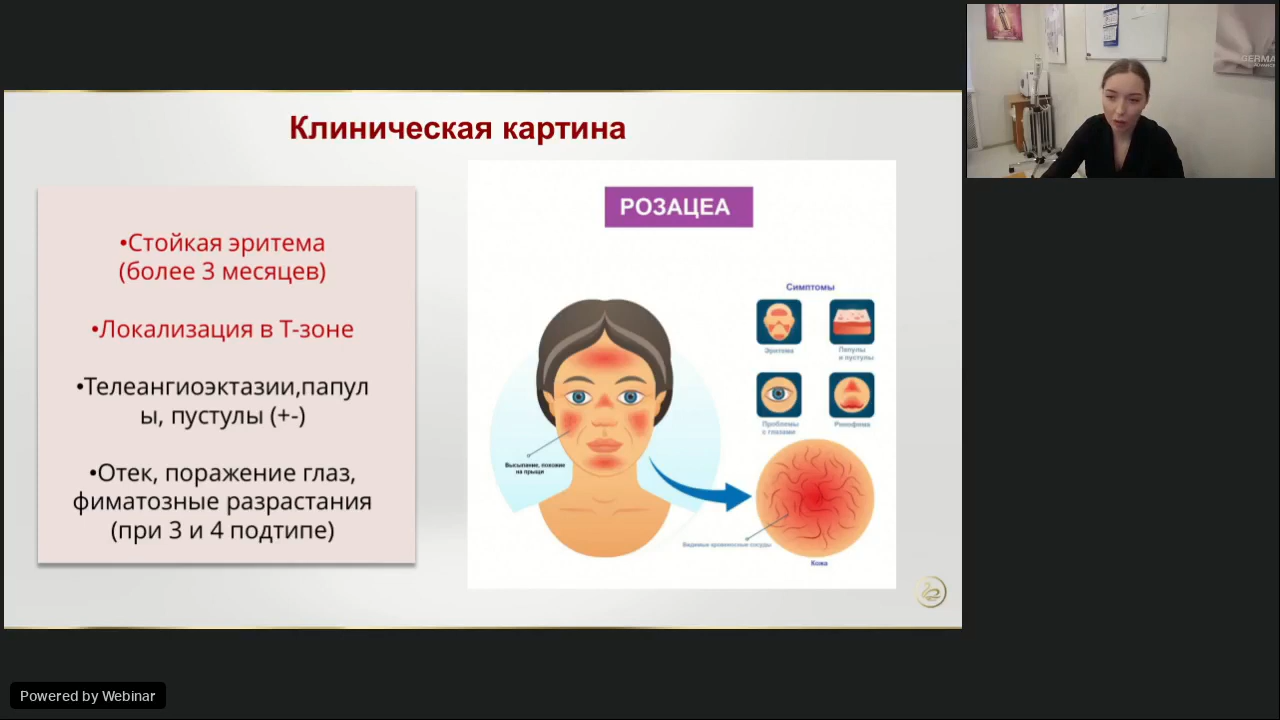 Клиническая картина
•Стойкая эритема
(более 3 месяцев)
•Локализация в Т-зоне
•Телеангиоэктазии,папул
ы, пустулы (+-)
•Отек, поражение глаз,
фиматозные разрастания
(при 3 и 4 подтипе)
РОЗАЦЕА
Симптомы
Эритема
Папулы
и пустулы
Проблемы
с глазами
Ринофима
Высыпание, похожие
на прыщи
Видимые кровеносные сосуды
Кожа
GERMA
Powered by Webinar